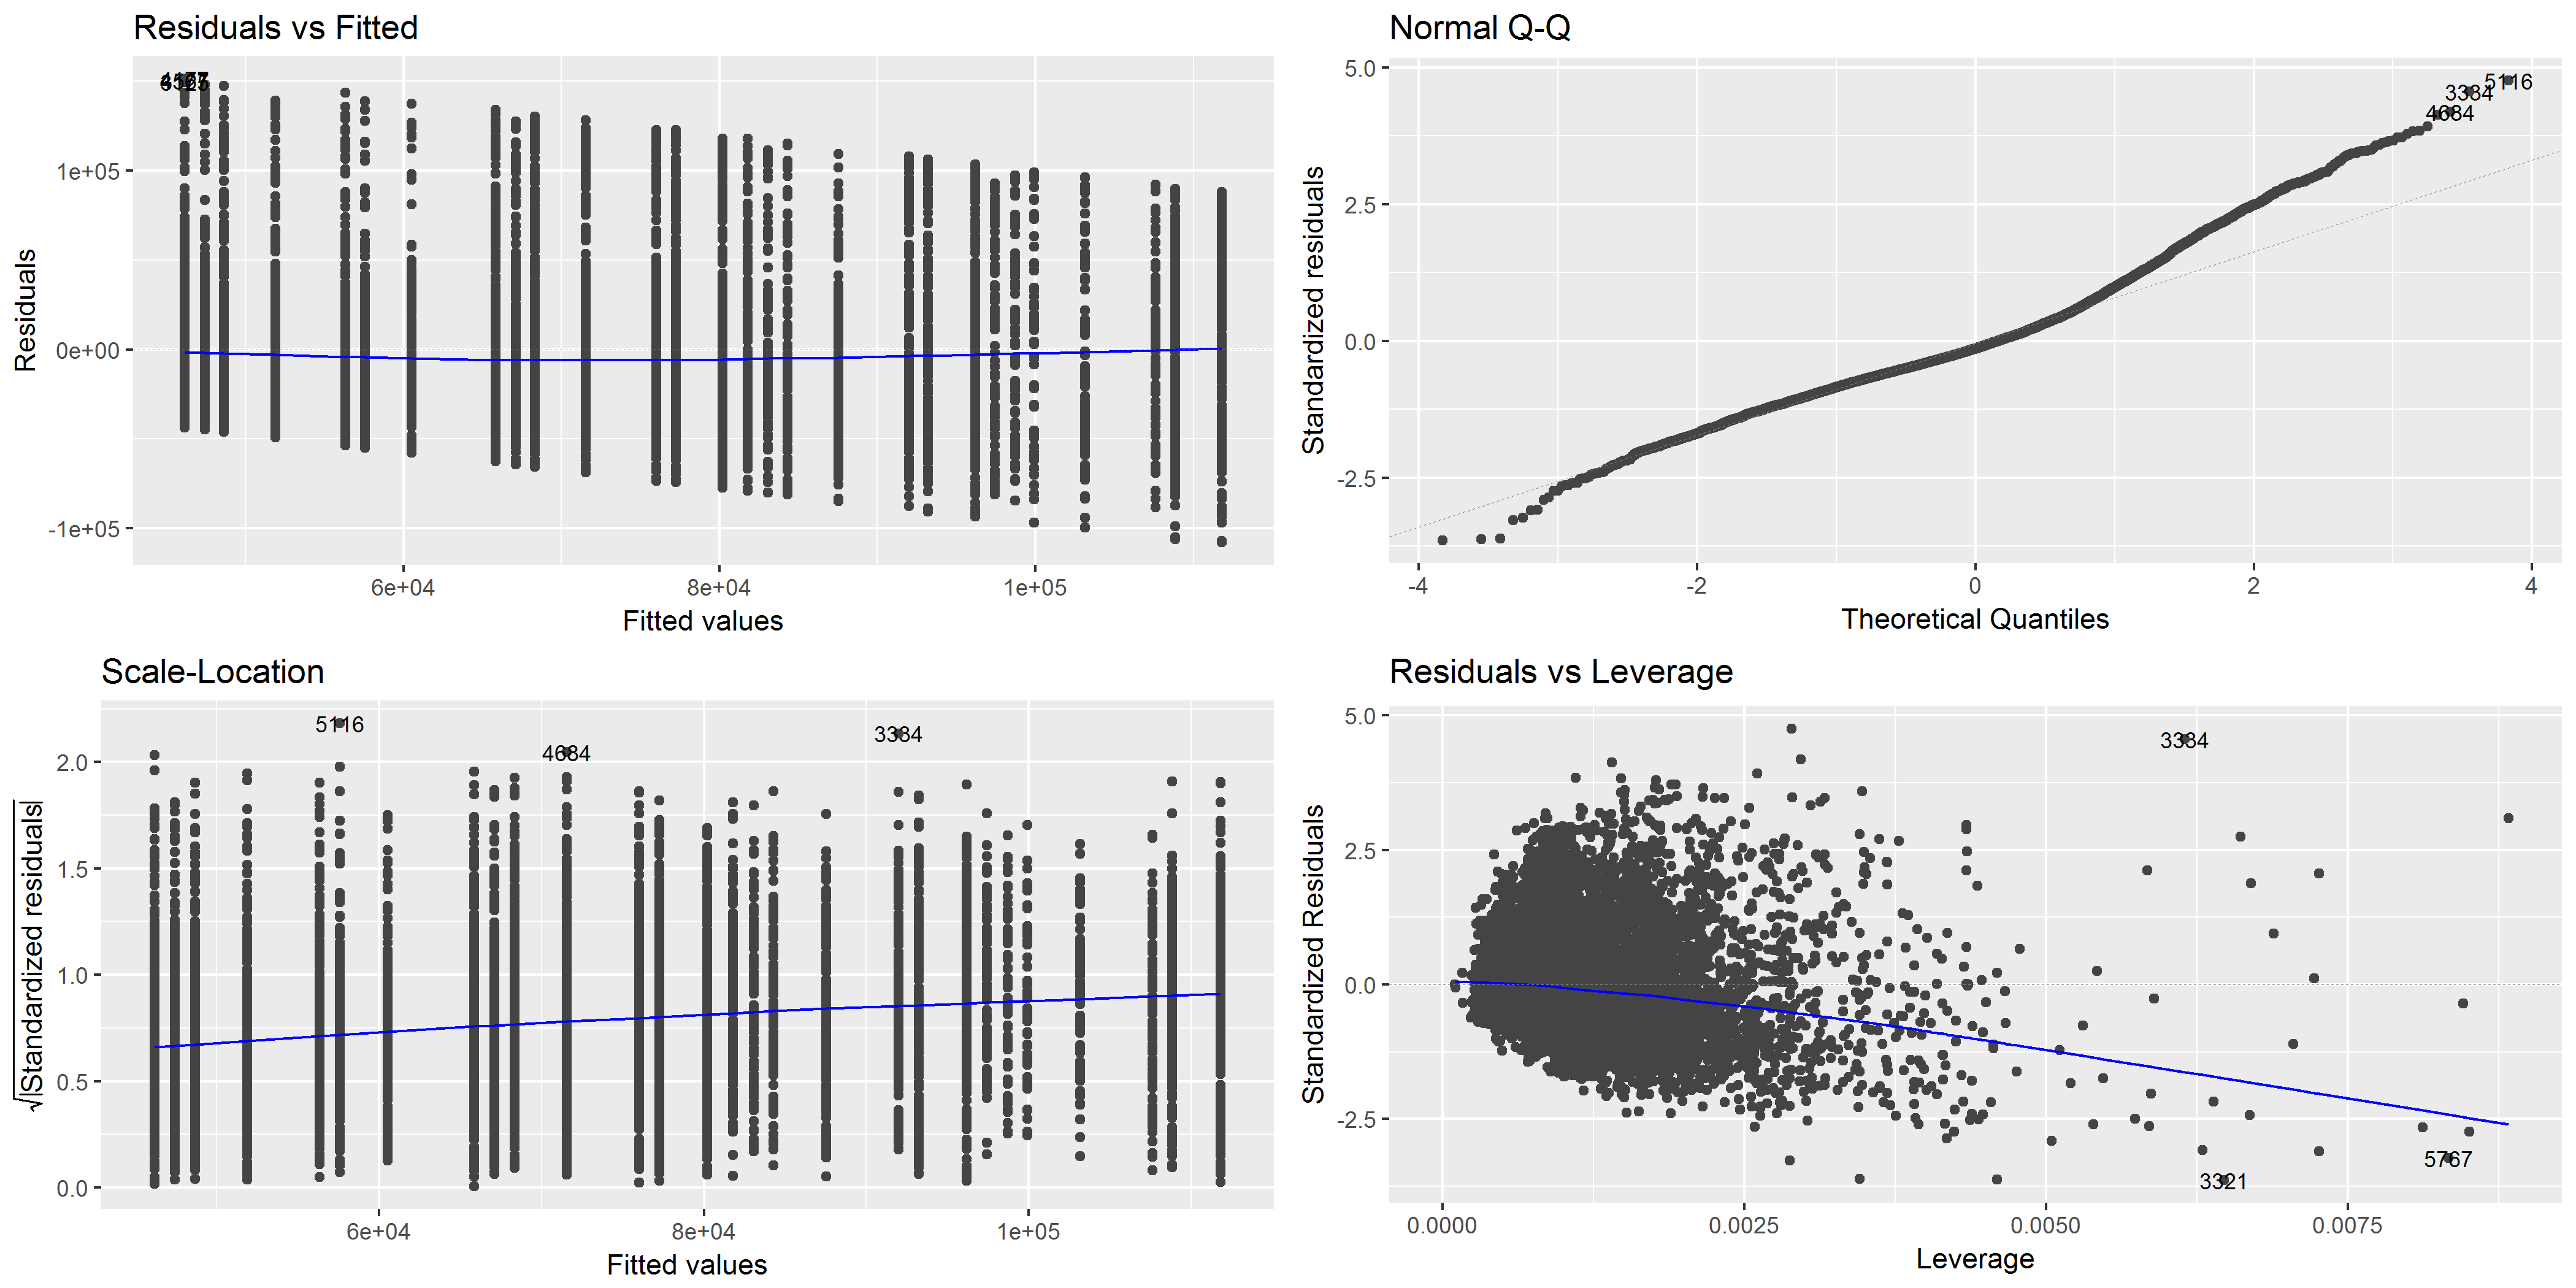 Residuals vs Fitted
Residuals
1e+05
0e+00
-1e+05
6e+04
8e+04
1e+05
Fitted values
Normal Q-Q
Standardized residuals
5.0
2.5
0.0
-2.5
5116
3384
4684
-4
-2
0
2
4
Theoretical Quantiles
Scale-Location
√|Standardized residuals|
2.0
1.5
1.0
0.5
0.0
5116
4684
3384
6e+04
8e+04
1e+05
Fitted values
Residuals vs Leverage
Standardized Residuals
5.0
2.5
0.0
-2.5
3384
5767
3321
0.0000
0.0025
0.0050
0.0075
Leverage